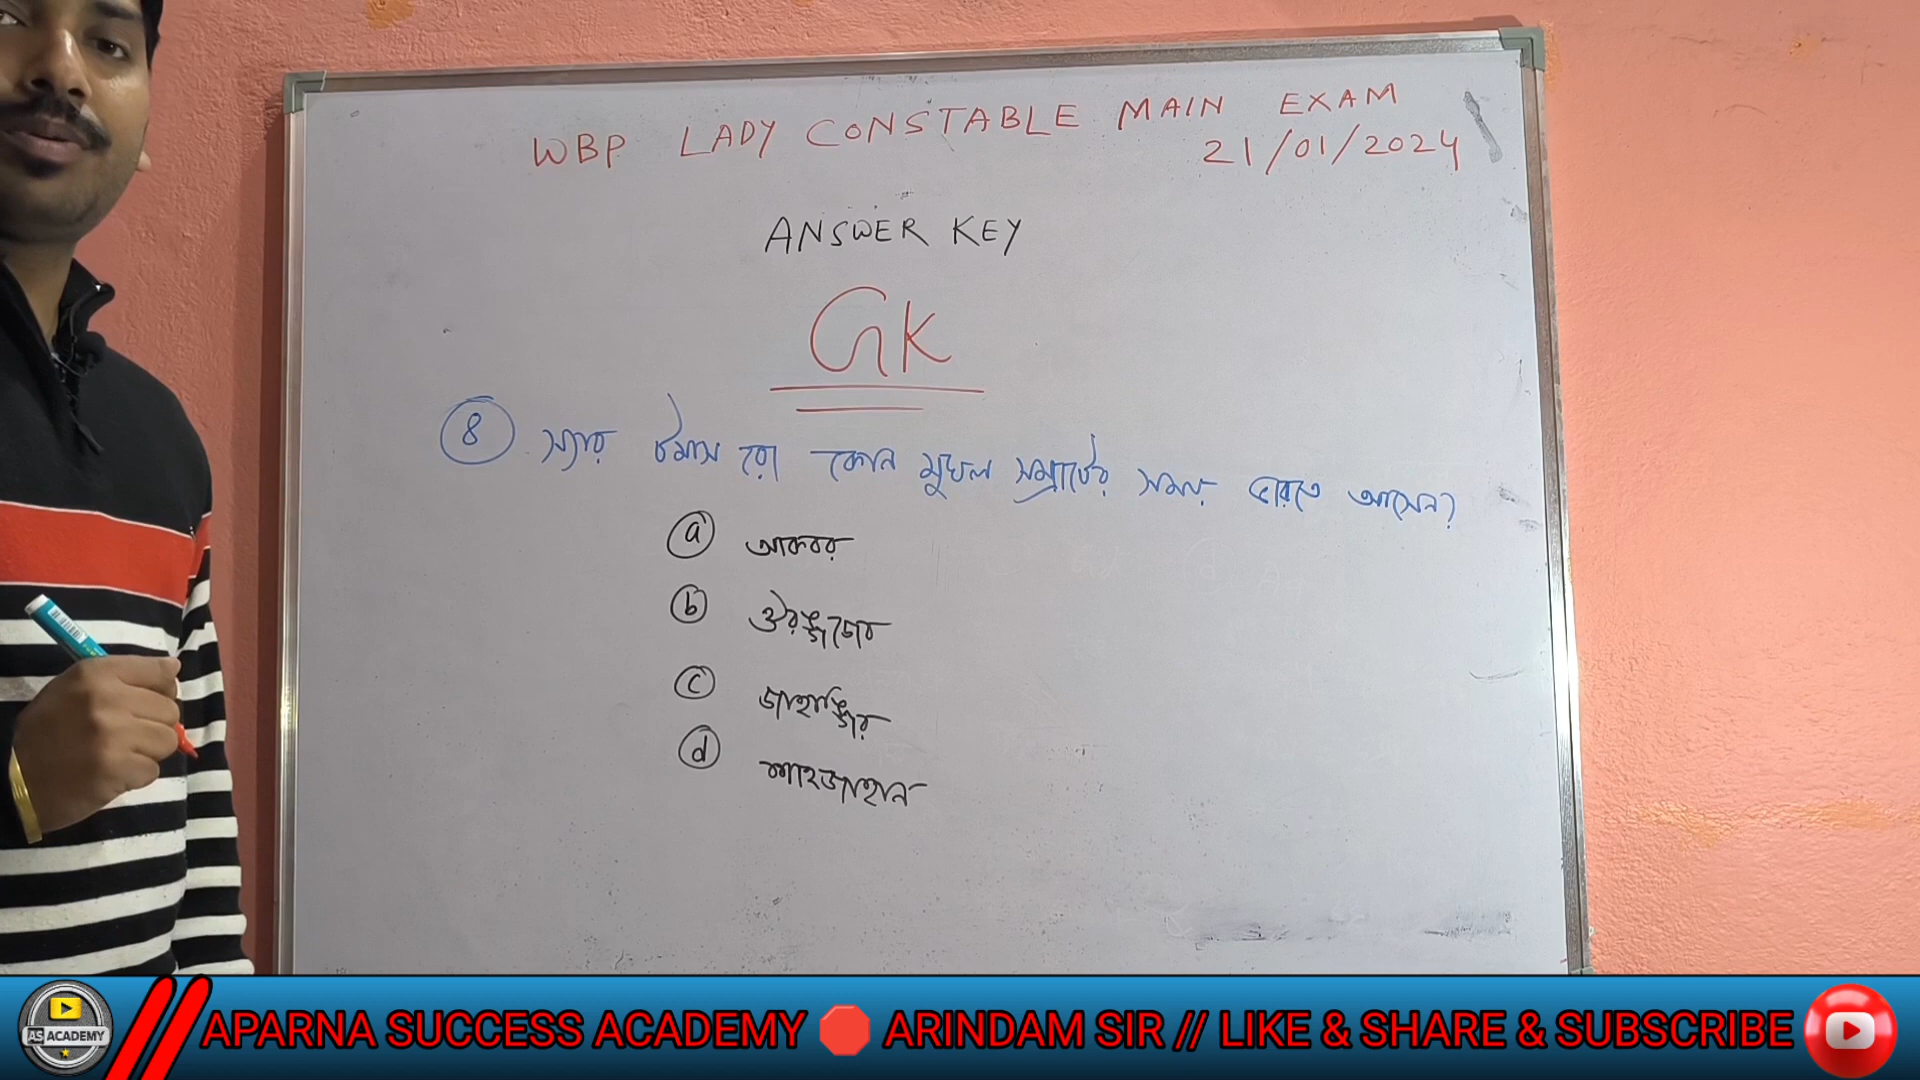 WBP LADY CONSTABLE MAIN EXAM
21/01/2024
ANSWER KEY
GK
8 স্যার টমাস রো কোন মুঘল সম্রাটের সময় ভারতে আসেন?
a আকবর
b ঔরঙ্গজেব
c জাহাঙ্গির
d শাহজাহান
AS ACADEMY
APARNA SUCCESS ACADEMY 🛑 ARINDAM SIR // LIKE & SHARE & SUBSCRIBE